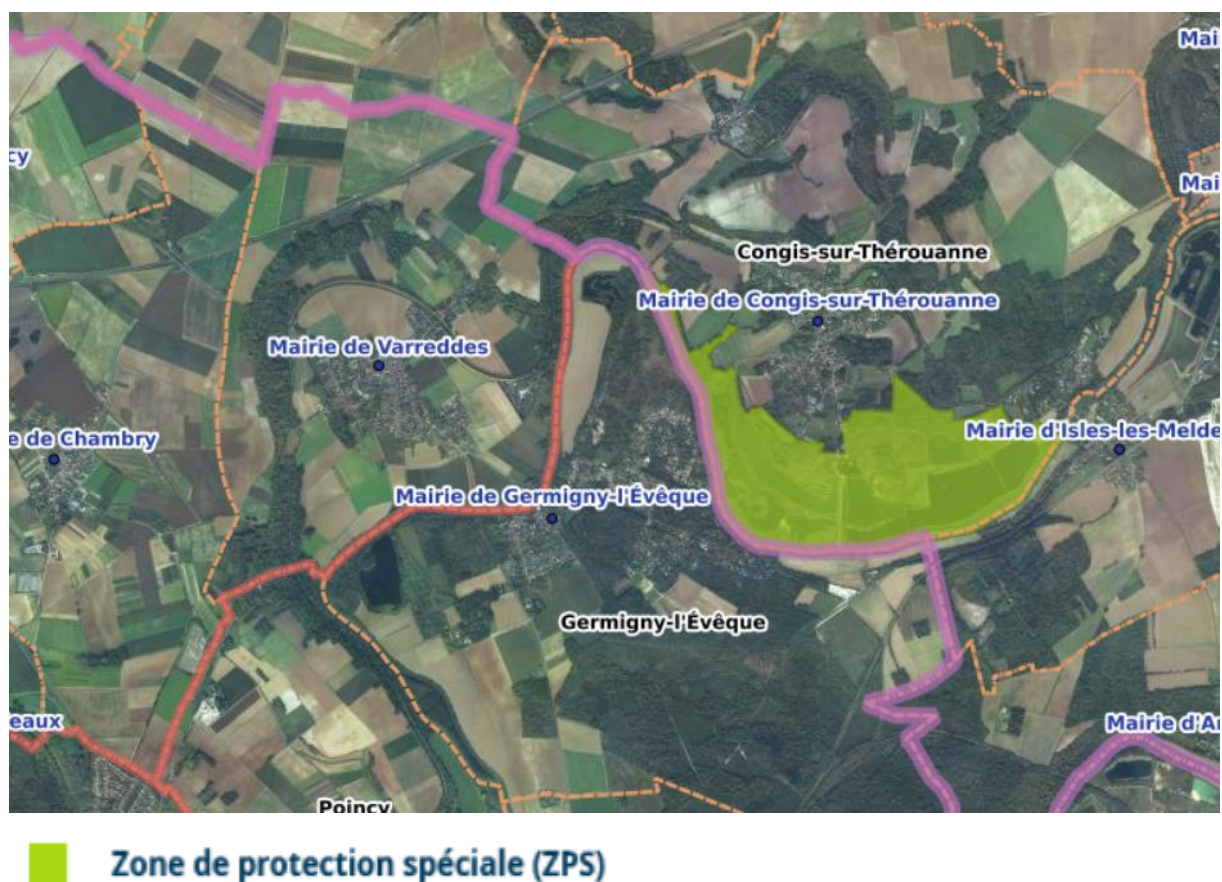 Mai
cy
Mai
Congis-sur-Thérouanne
Mairie de Congis-sur-Thérouanne
Mairie de Varreddes
Mairie d'Isles-les-Melde
e de Chambry
Mairie de Germigny-l'Évêque
Germigny-l'Évêque
eaux
Mairie d'Ar
Poincy
Zone de protection spéciale (ZPS)